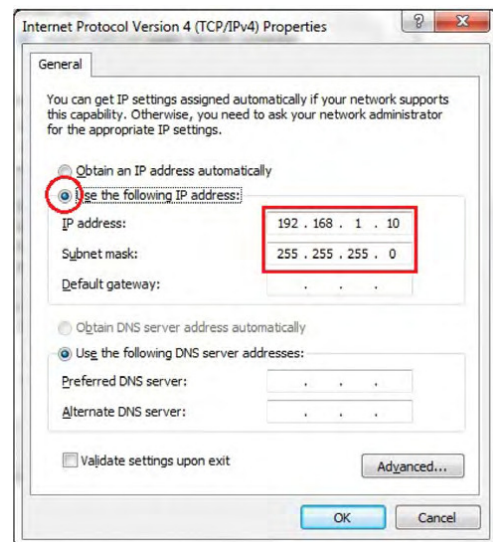 Internet Protocol Version 4 (TCP/IPv4) Properties
General
You can get IP settings assigned automatically if your network supports
this capability. Otherwise, you need to ask your network administrator
for the appropriate IP settings.
Obtain an IP address automatically
Use the following IP address:
IP address: 192 . 168 . 1 . 10
Subnet mask: 255 . 255 . 255 . 0
Default gateway: . . .
Obtain DNS server address automatically
Use the following DNS server addresses:
Preferred DNS server: . . .
Alternate DNS server: . . .
Validate settings upon exit
Advanced...
OK Cancel